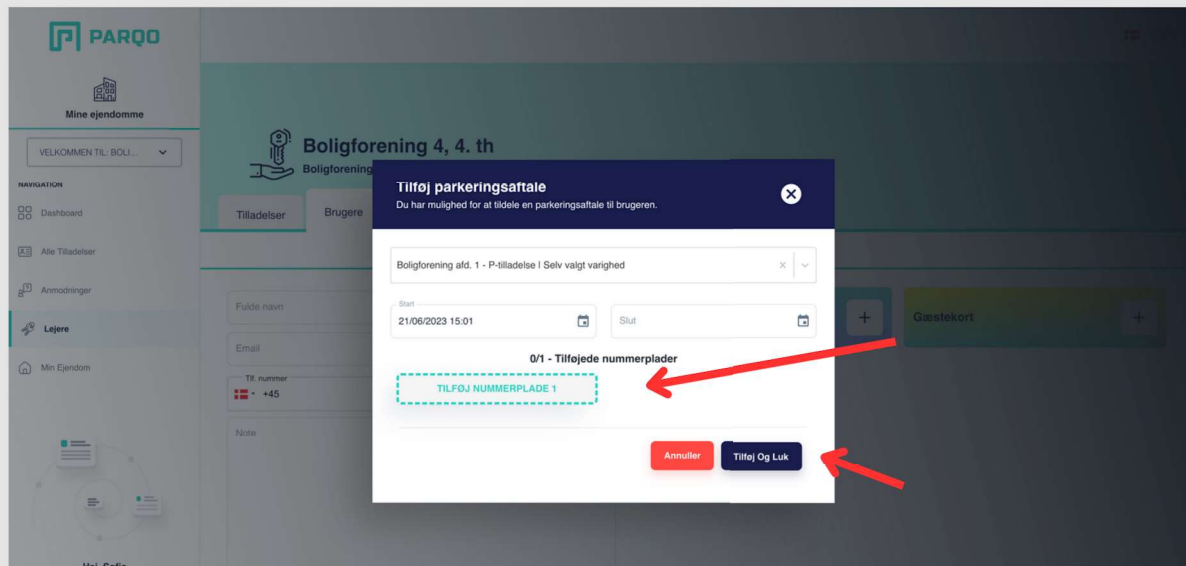 PARQO
Mine ejendomme
VELKOMMEN TIL: BOLI...
NAVIGATION
Dashboard
Alle Tilladelser
Anmodninger
Lejere
Min Ejendom
Hej, Sofie
Boligforening 4, 4. th
Boligforening
Tilladelser
Brugere
Fulde navn
Email
Tlf. nummer
+45
Note
Tilføj parkeringsaftale
Du har mulighed for at tildele en parkeringsaftale til brugeren.
Boligforening afd. 1 - P-tilladelse I Selv valgt varighed
Start
21/06/2023 15:01
Slut
0/1 - Tilføjede nummerplader
TILFØJ NUMMERPLADE 1
Annuller
Tilføj Og Luk
Gæstekort